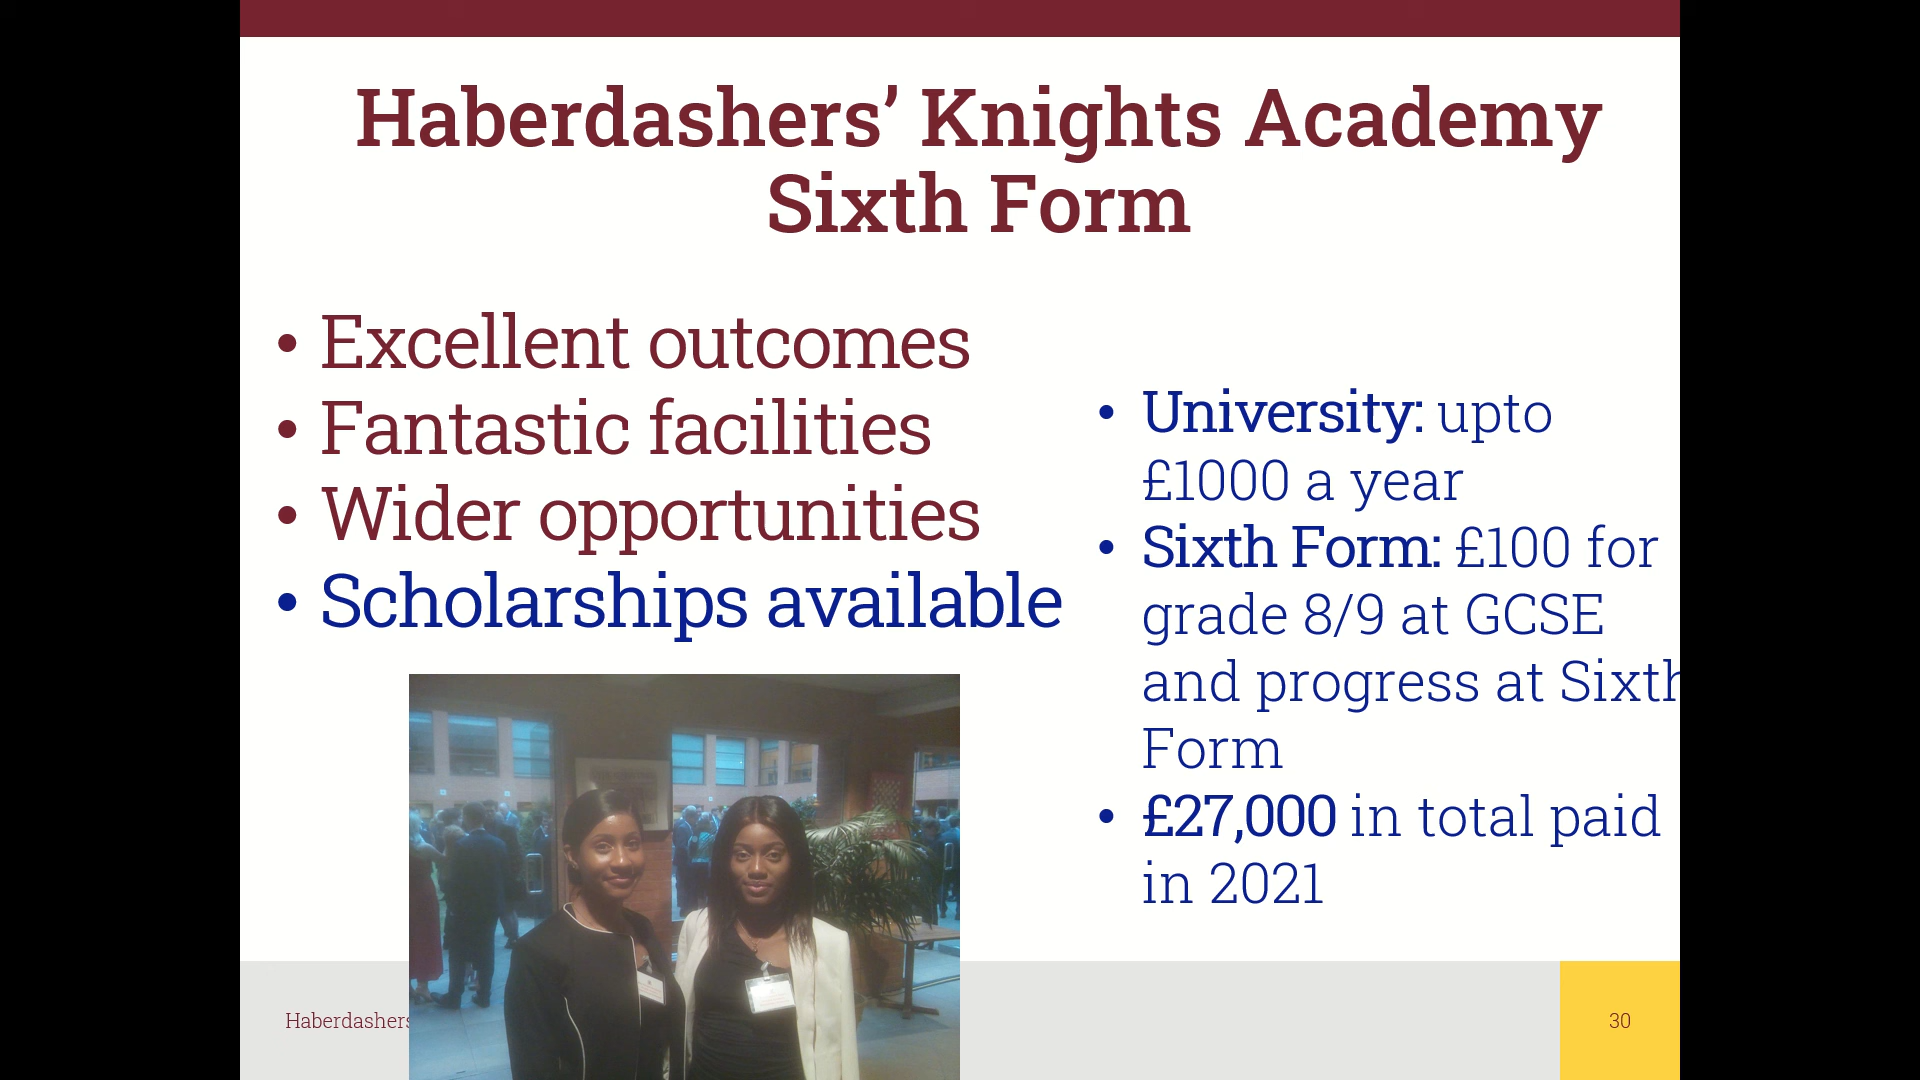 Haberdashers’ Knights Academy
Sixth Form
• Excellent outcomes
• Fantastic facilities
• Wider opportunities
• Scholarships available
• University: upto
£1000 a year
• Sixth Form: £100 for
grade 8/9 at GCSE
and progress at Sixth
Form
• £27,000 in total paid
in 2021
Haberdashers
30